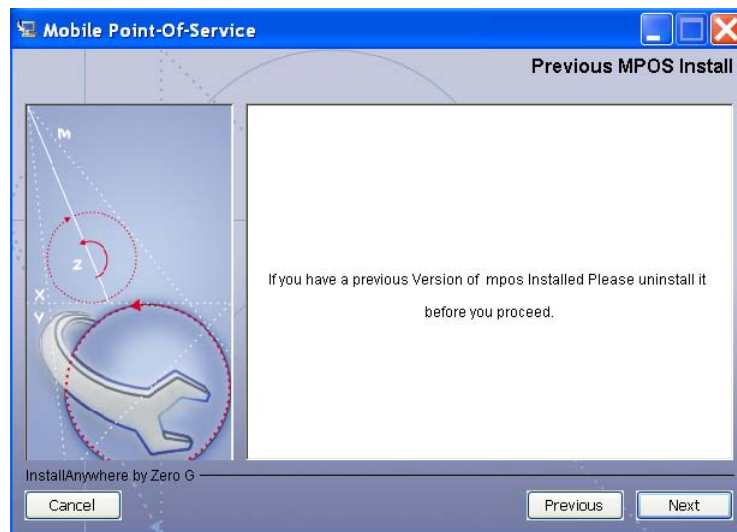 Mobile Point-Of-Service
Previous MPOS Install
M
Z
X
Y
If you have a previous Version of mpos Installed Please uninstall it
before you proceed.
InstallAnywhere by Zero G
Cancel
Previous
Next